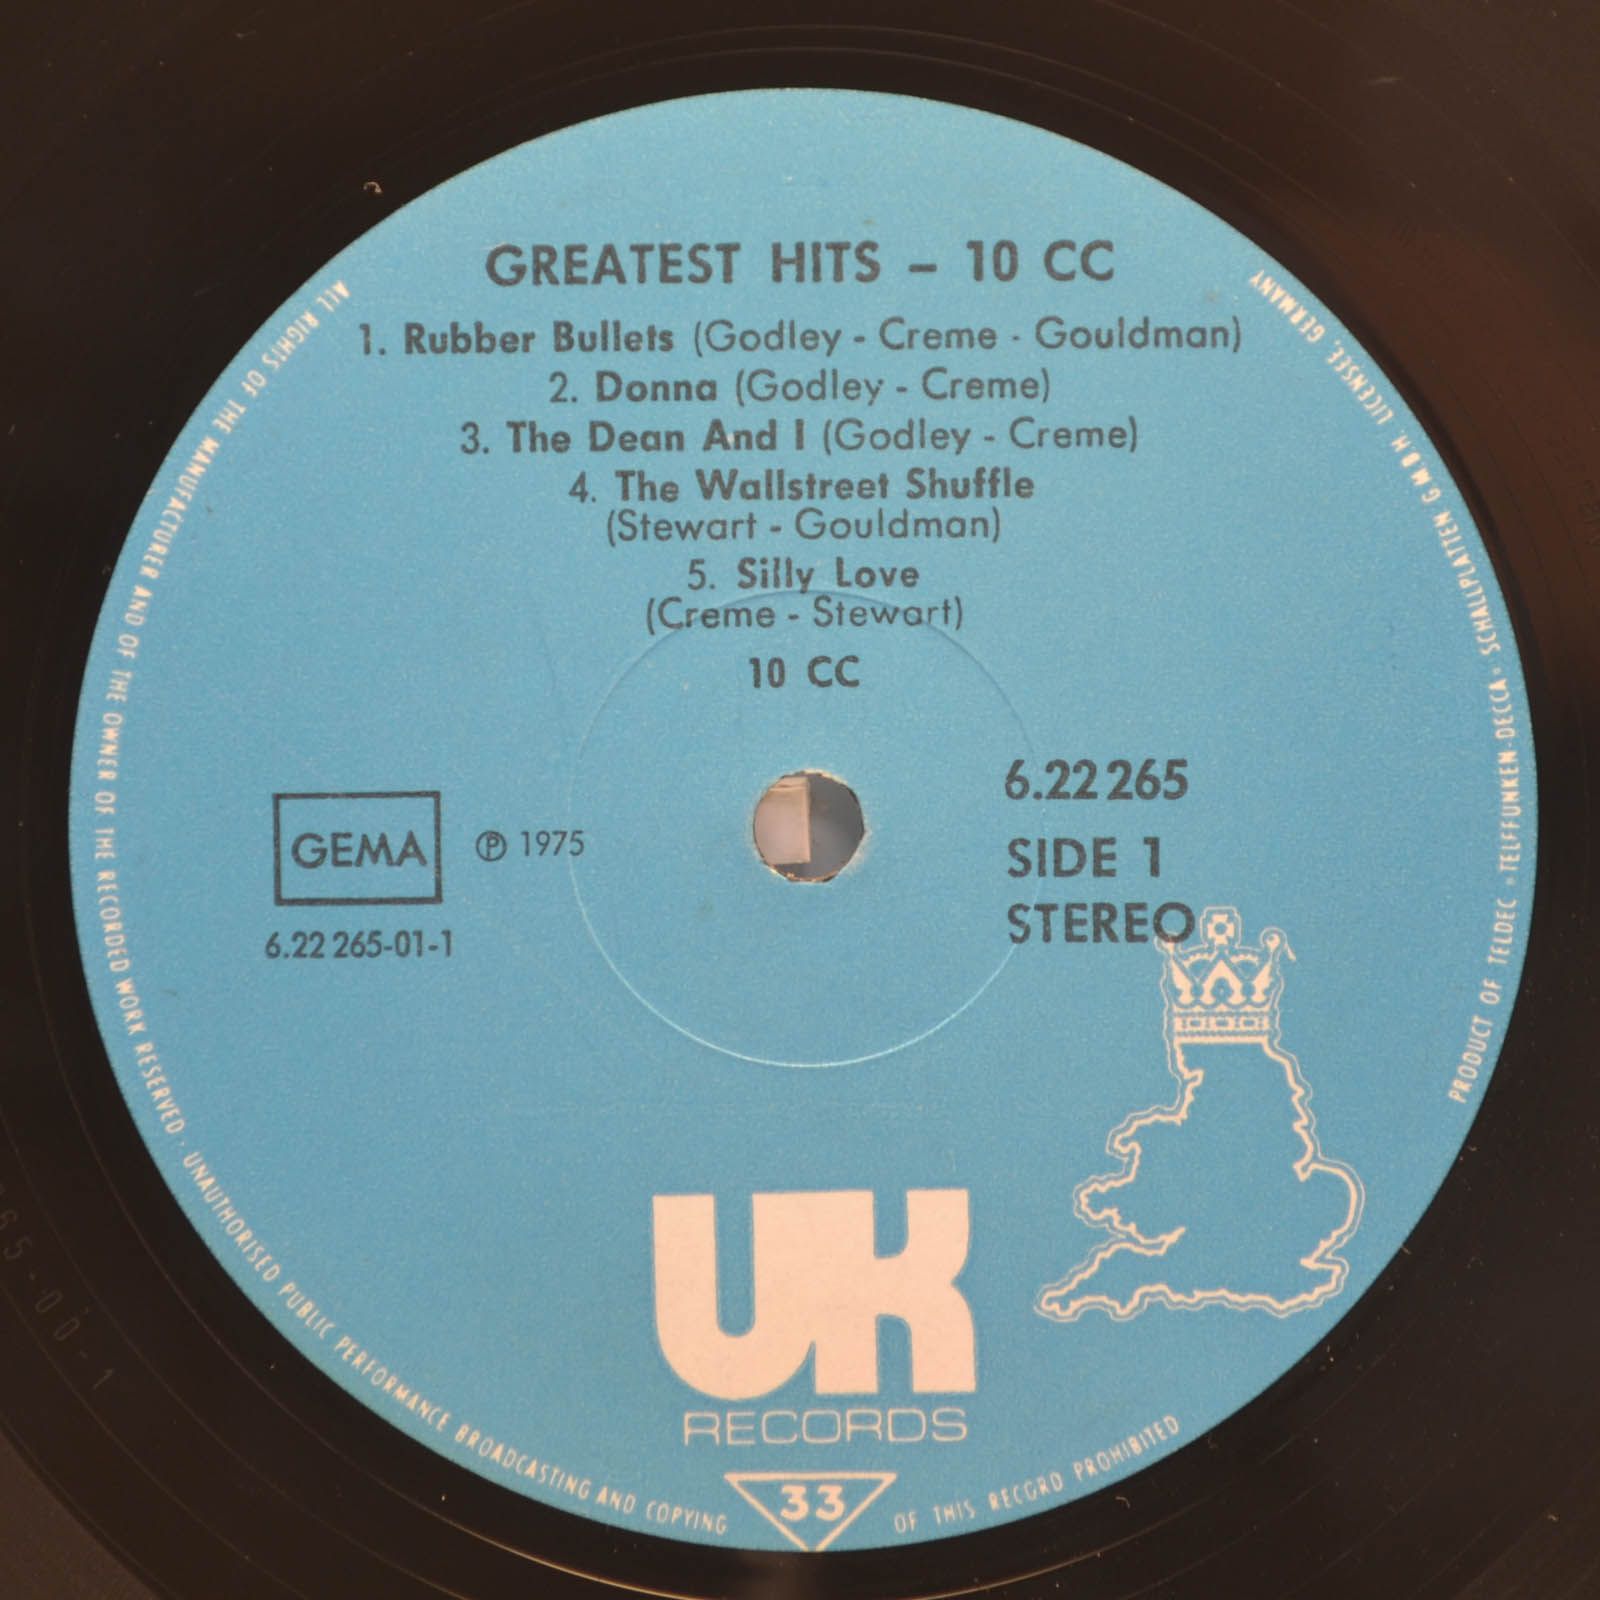 GREATEST HITS – 10 CC
1. Rubber Bullets (Godley - Creme - Gouldman)
2. Donna (Godley - Creme)
3. The Dean And I (Godley - Creme)
4. The Wallstreet Shuffle
(Stewart - Gouldman)
5. Silly Love
(Creme - Stewart)
10 CC
GEMA
℗ 1975
6.22 265-01-1
6.22 265
SIDE 1
STEREO
UK
RECORDS
33
ALL RIGHTS OF THE MANUFACTURER AND OF THE OWNER OF THE RECORDED WORK RESERVED · UNAUTHORISED PUBLIC PERFORMANCE BROADCASTING AND COPYING OF THIS RECORD PROHIBITED
PRODUCT OF TELDEC »TELEFUNKEN-DECCA« SCHALLPLATTEN G.M.B.H. LICENSEE, GERMANY